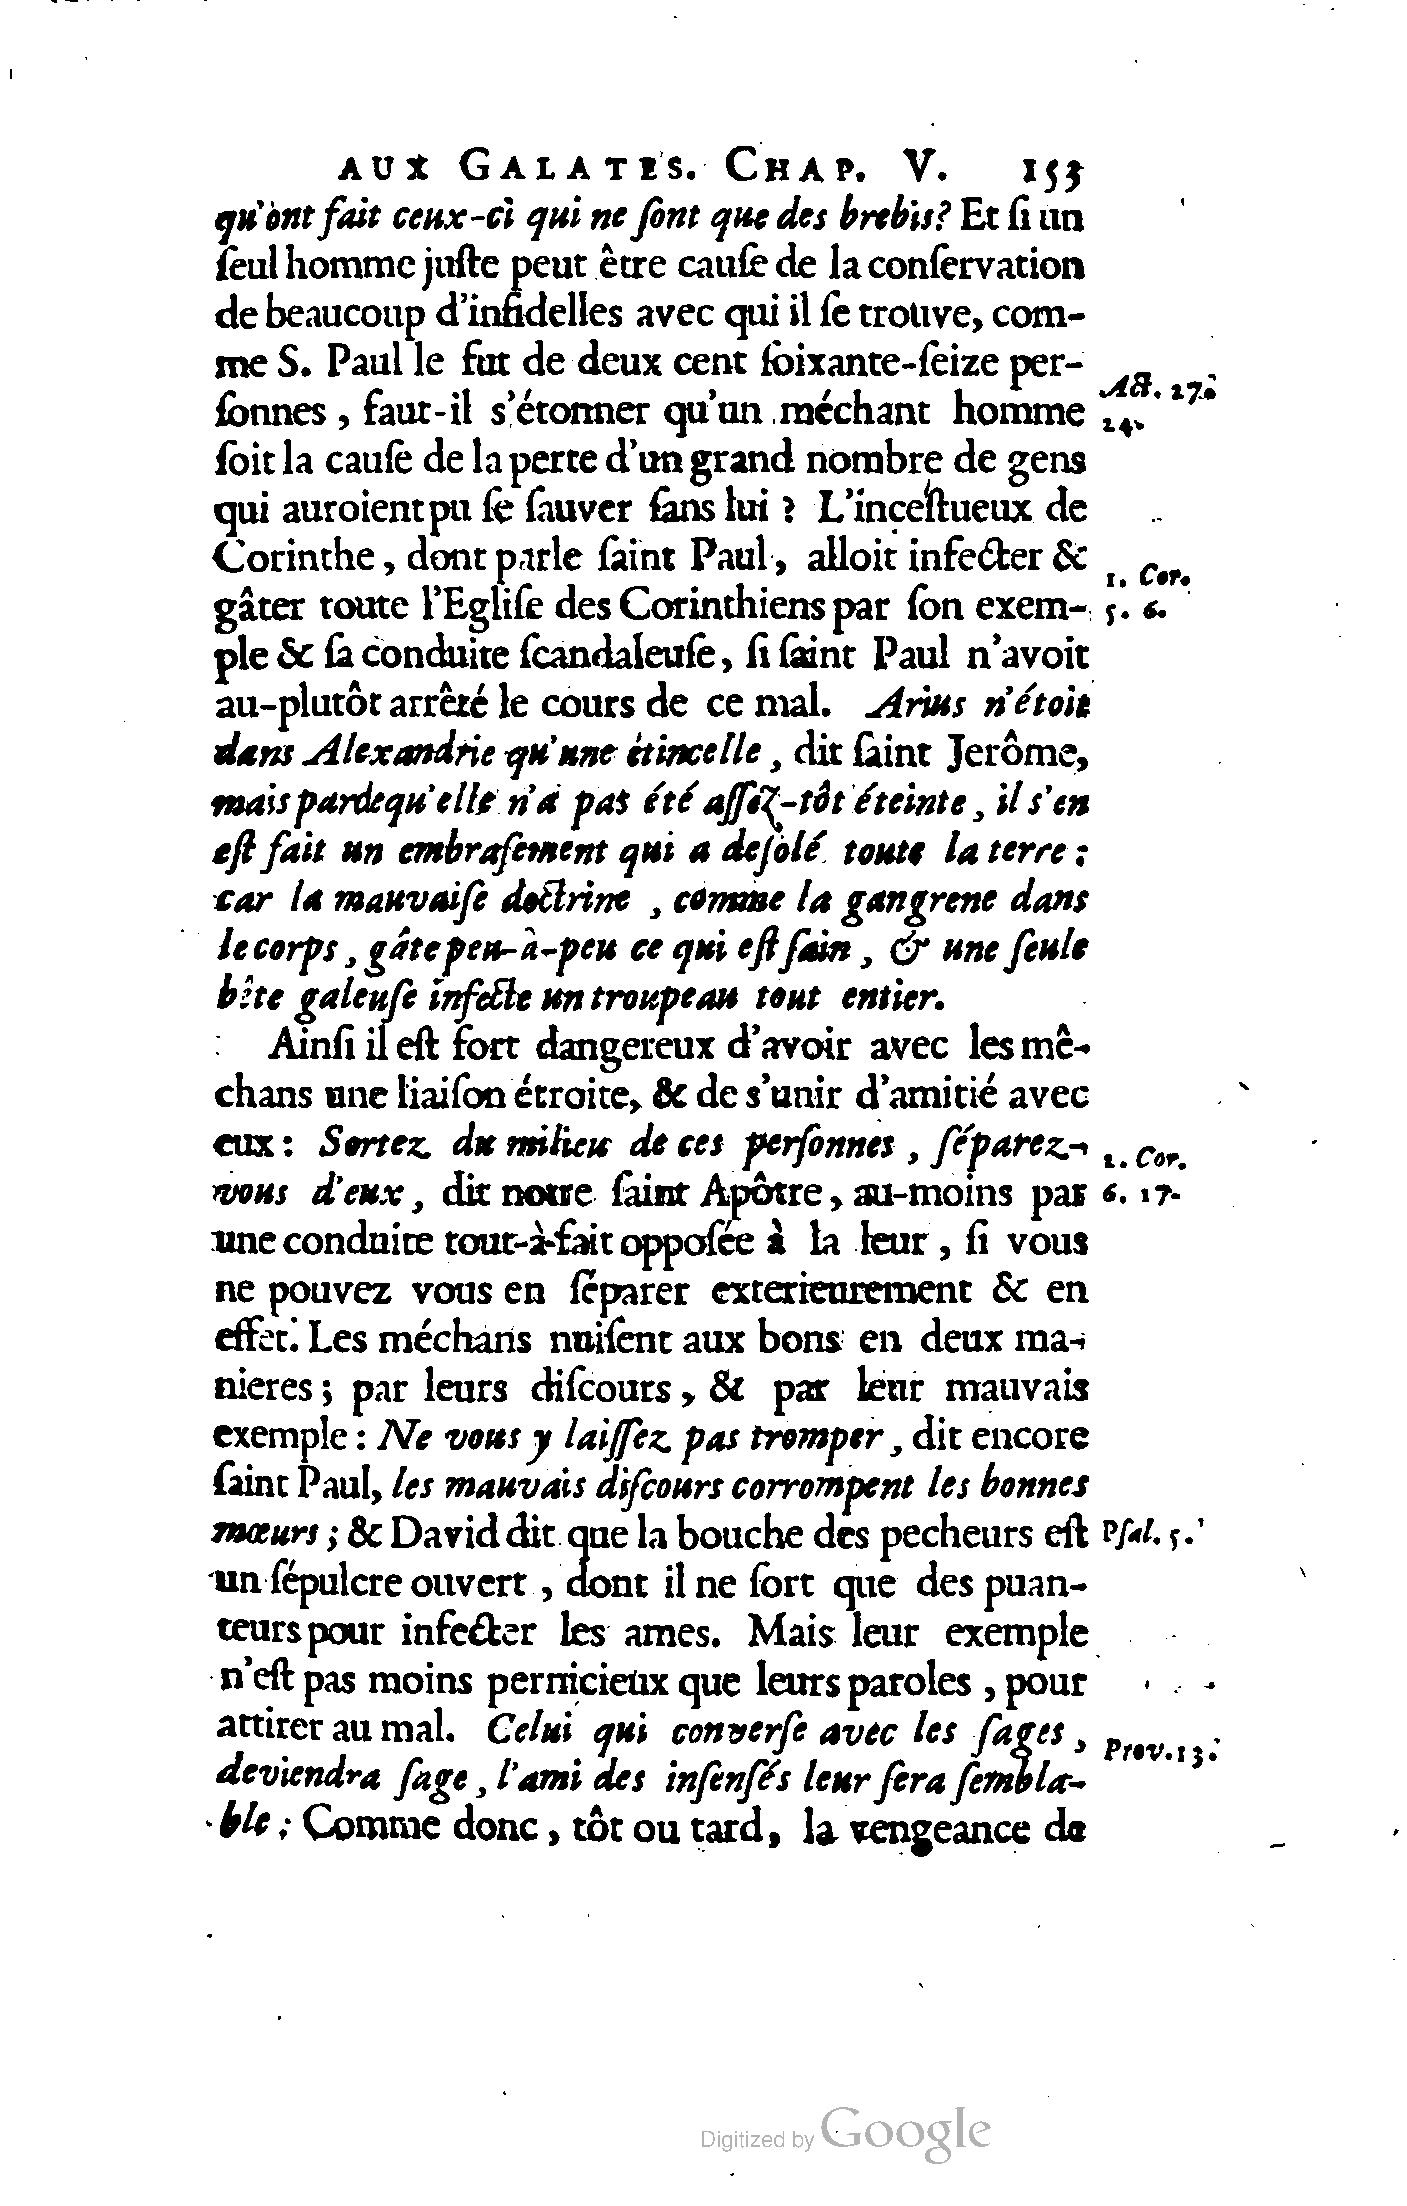 AUX GALATES. CHAP. V. 153
qu'ont fait ceux-ci qui ne ſont que des brebis? Et ſi un
ſeul homme juſte peut être cauſe de la conſervation
de beaucoup d'infidelles avec qui il ſe trouve, com-
me S. Paul le fut de deux cent ſoixante-ſeize per-
ſonnes, faut-il s'étonner qu'un méchant homme
Act. 27.
24.
ſoit la cauſe de la perte d'un grand nombre de gens
qui auroient pu ſe ſauver ſans lui? L'inceſtueux de
Corinthe, dont parle ſaint Paul, alloit infecter &
1. Cor.
gâter toute l'Egliſe des Corinthiens par ſon exem-
5. 6.
ple & ſa conduite ſcandaleuſe, ſi ſaint Paul n'avoit
au-plutôt arrêté le cours de ce mal. Arius n'étoit
dans Alexandrie qu'une étincelle, dit ſaint Jerôme,
mais parce qu'elle n'a pas été aſſez-tôt éteinte, il s'en
eſt fait un embraſement qui a deſolé toute la terre:
car la mauvaiſe doctrine, comme la gangrene dans
le corps, gâte peu-à-peu ce qui eſt ſain, & une ſeule
bête galeuſe infecte un troupeau tout entier.
Ainſi il eſt fort dangereux d'avoir avec les mê-
chans une liaiſon étroite, & de s'unir d'amitié avec
eux: Sortez du milieu de ces perſonnes, ſéparez-
2. Cor.
vous d'eux, dit notre ſaint Apôtre, au-moins par
6. 17.
une conduite tout-à-fait oppoſée à la leur, ſi vous
ne pouvez vous en ſéparer exterieurement & en
effet. Les méchans nuiſent aux bons en deux ma-
nieres; par leurs diſcours, & par leur mauvais
exemple: Ne vous y laiſſez pas tromper, dit encore
ſaint Paul, les mauvais diſcours corrompent les bonnes
mœurs; & David dit que la bouche des pecheurs eſt
Pſal. 5.
un ſépulcre ouvert, dont il ne ſort que des puan-
teurs pour infecter les ames. Mais leur exemple
n'eſt pas moins pernicieux que leurs paroles, pour
attirer au mal. Celui qui converſe avec les ſages,
Prov. 13.
deviendra ſage, l'ami des inſenſés leur ſera ſembla-
ble: Comme donc, tôt ou tard, la vengeance de
Digitized by Google